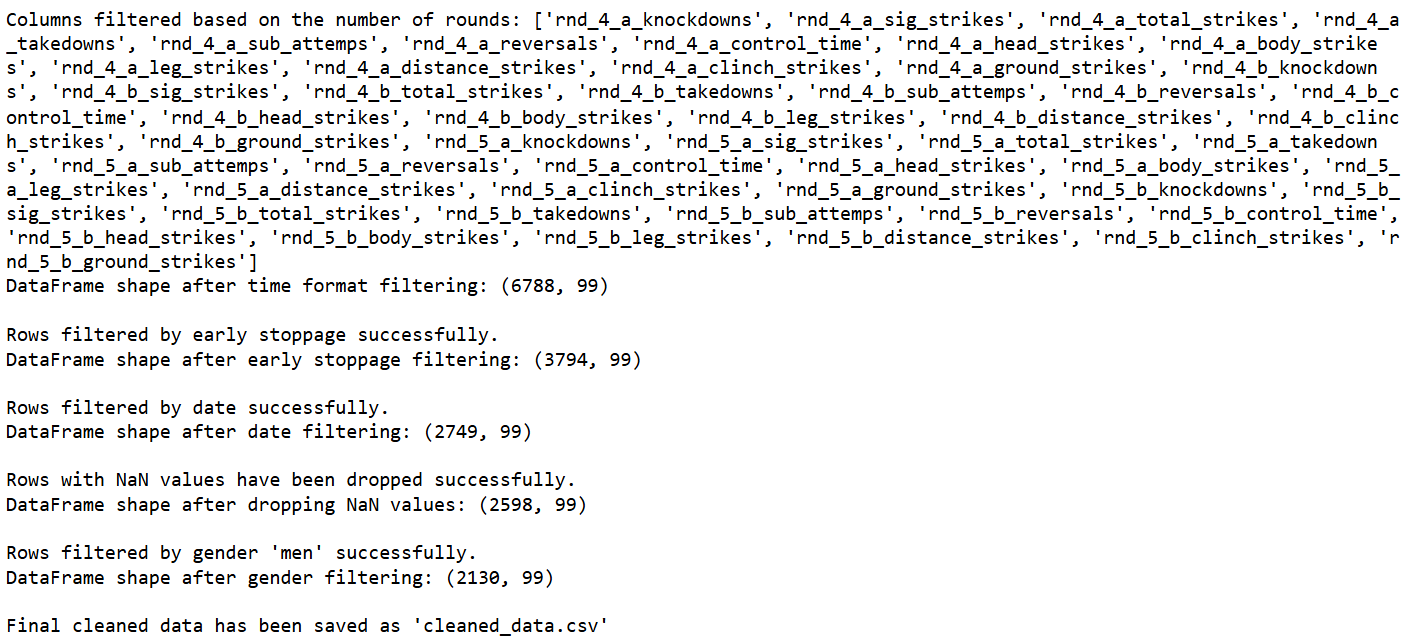 Columns filtered based on the number of rounds: ['rnd_4_a_knockdowns', 'rnd_4_a_sig_strikes', 'rnd_4_a_total_strikes', 'rnd_4_a
_takedowns', 'rnd_4_a_sub_attemps', 'rnd_4_a_reversals', 'rnd_4_a_control_time', 'rnd_4_a_head_strikes', 'rnd_4_a_body_strike
s', 'rnd_4_a_leg_strikes', 'rnd_4_a_distance_strikes', 'rnd_4_a_clinch_strikes', 'rnd_4_a_ground_strikes', 'rnd_4_b_knockdown
s', 'rnd_4_b_sig_strikes', 'rnd_4_b_total_strikes', 'rnd_4_b_takedowns', 'rnd_4_b_sub_attemps', 'rnd_4_b_reversals', 'rnd_4_b_c
ontrol_time', 'rnd_4_b_head_strikes', 'rnd_4_b_body_strikes', 'rnd_4_b_leg_strikes', 'rnd_4_b_distance_strikes', 'rnd_4_b_clinc
h_strikes', 'rnd_4_b_ground_strikes', 'rnd_5_a_knockdowns', 'rnd_5_a_sig_strikes', 'rnd_5_a_total_strikes', 'rnd_5_a_takedown
s', 'rnd_5_a_sub_attemps', 'rnd_5_a_reversals', 'rnd_5_a_control_time', 'rnd_5_a_head_strikes', 'rnd_5_a_body_strikes', 'rnd_5_
a_leg_strikes', 'rnd_5_a_distance_strikes', 'rnd_5_a_clinch_strikes', 'rnd_5_a_ground_strikes', 'rnd_5_b_knockdowns', 'rnd_5_b_
sig_strikes', 'rnd_5_b_total_strikes', 'rnd_5_b_takedowns', 'rnd_5_b_sub_attemps', 'rnd_5_b_reversals', 'rnd_5_b_control_time',
'rnd_5_b_head_strikes', 'rnd_5_b_body_strikes', 'rnd_5_b_leg_strikes', 'rnd_5_b_distance_strikes', 'rnd_5_b_clinch_strikes', 'r
nd_5_b_ground_strikes']
DataFrame shape after time format filtering: (6788, 99)
Rows filtered by early stoppage successfully.
DataFrame shape after early stoppage filtering: (3794, 99)
Rows filtered by date successfully.
DataFrame shape after date filtering: (2749, 99)
Rows with NaN values have been dropped successfully.
DataFrame shape after dropping NaN values: (2598, 99)
Rows filtered by gender 'men' successfully.
DataFrame shape after gender filtering: (2130, 99)
Final cleaned data has been saved as 'cleaned_data.csv'